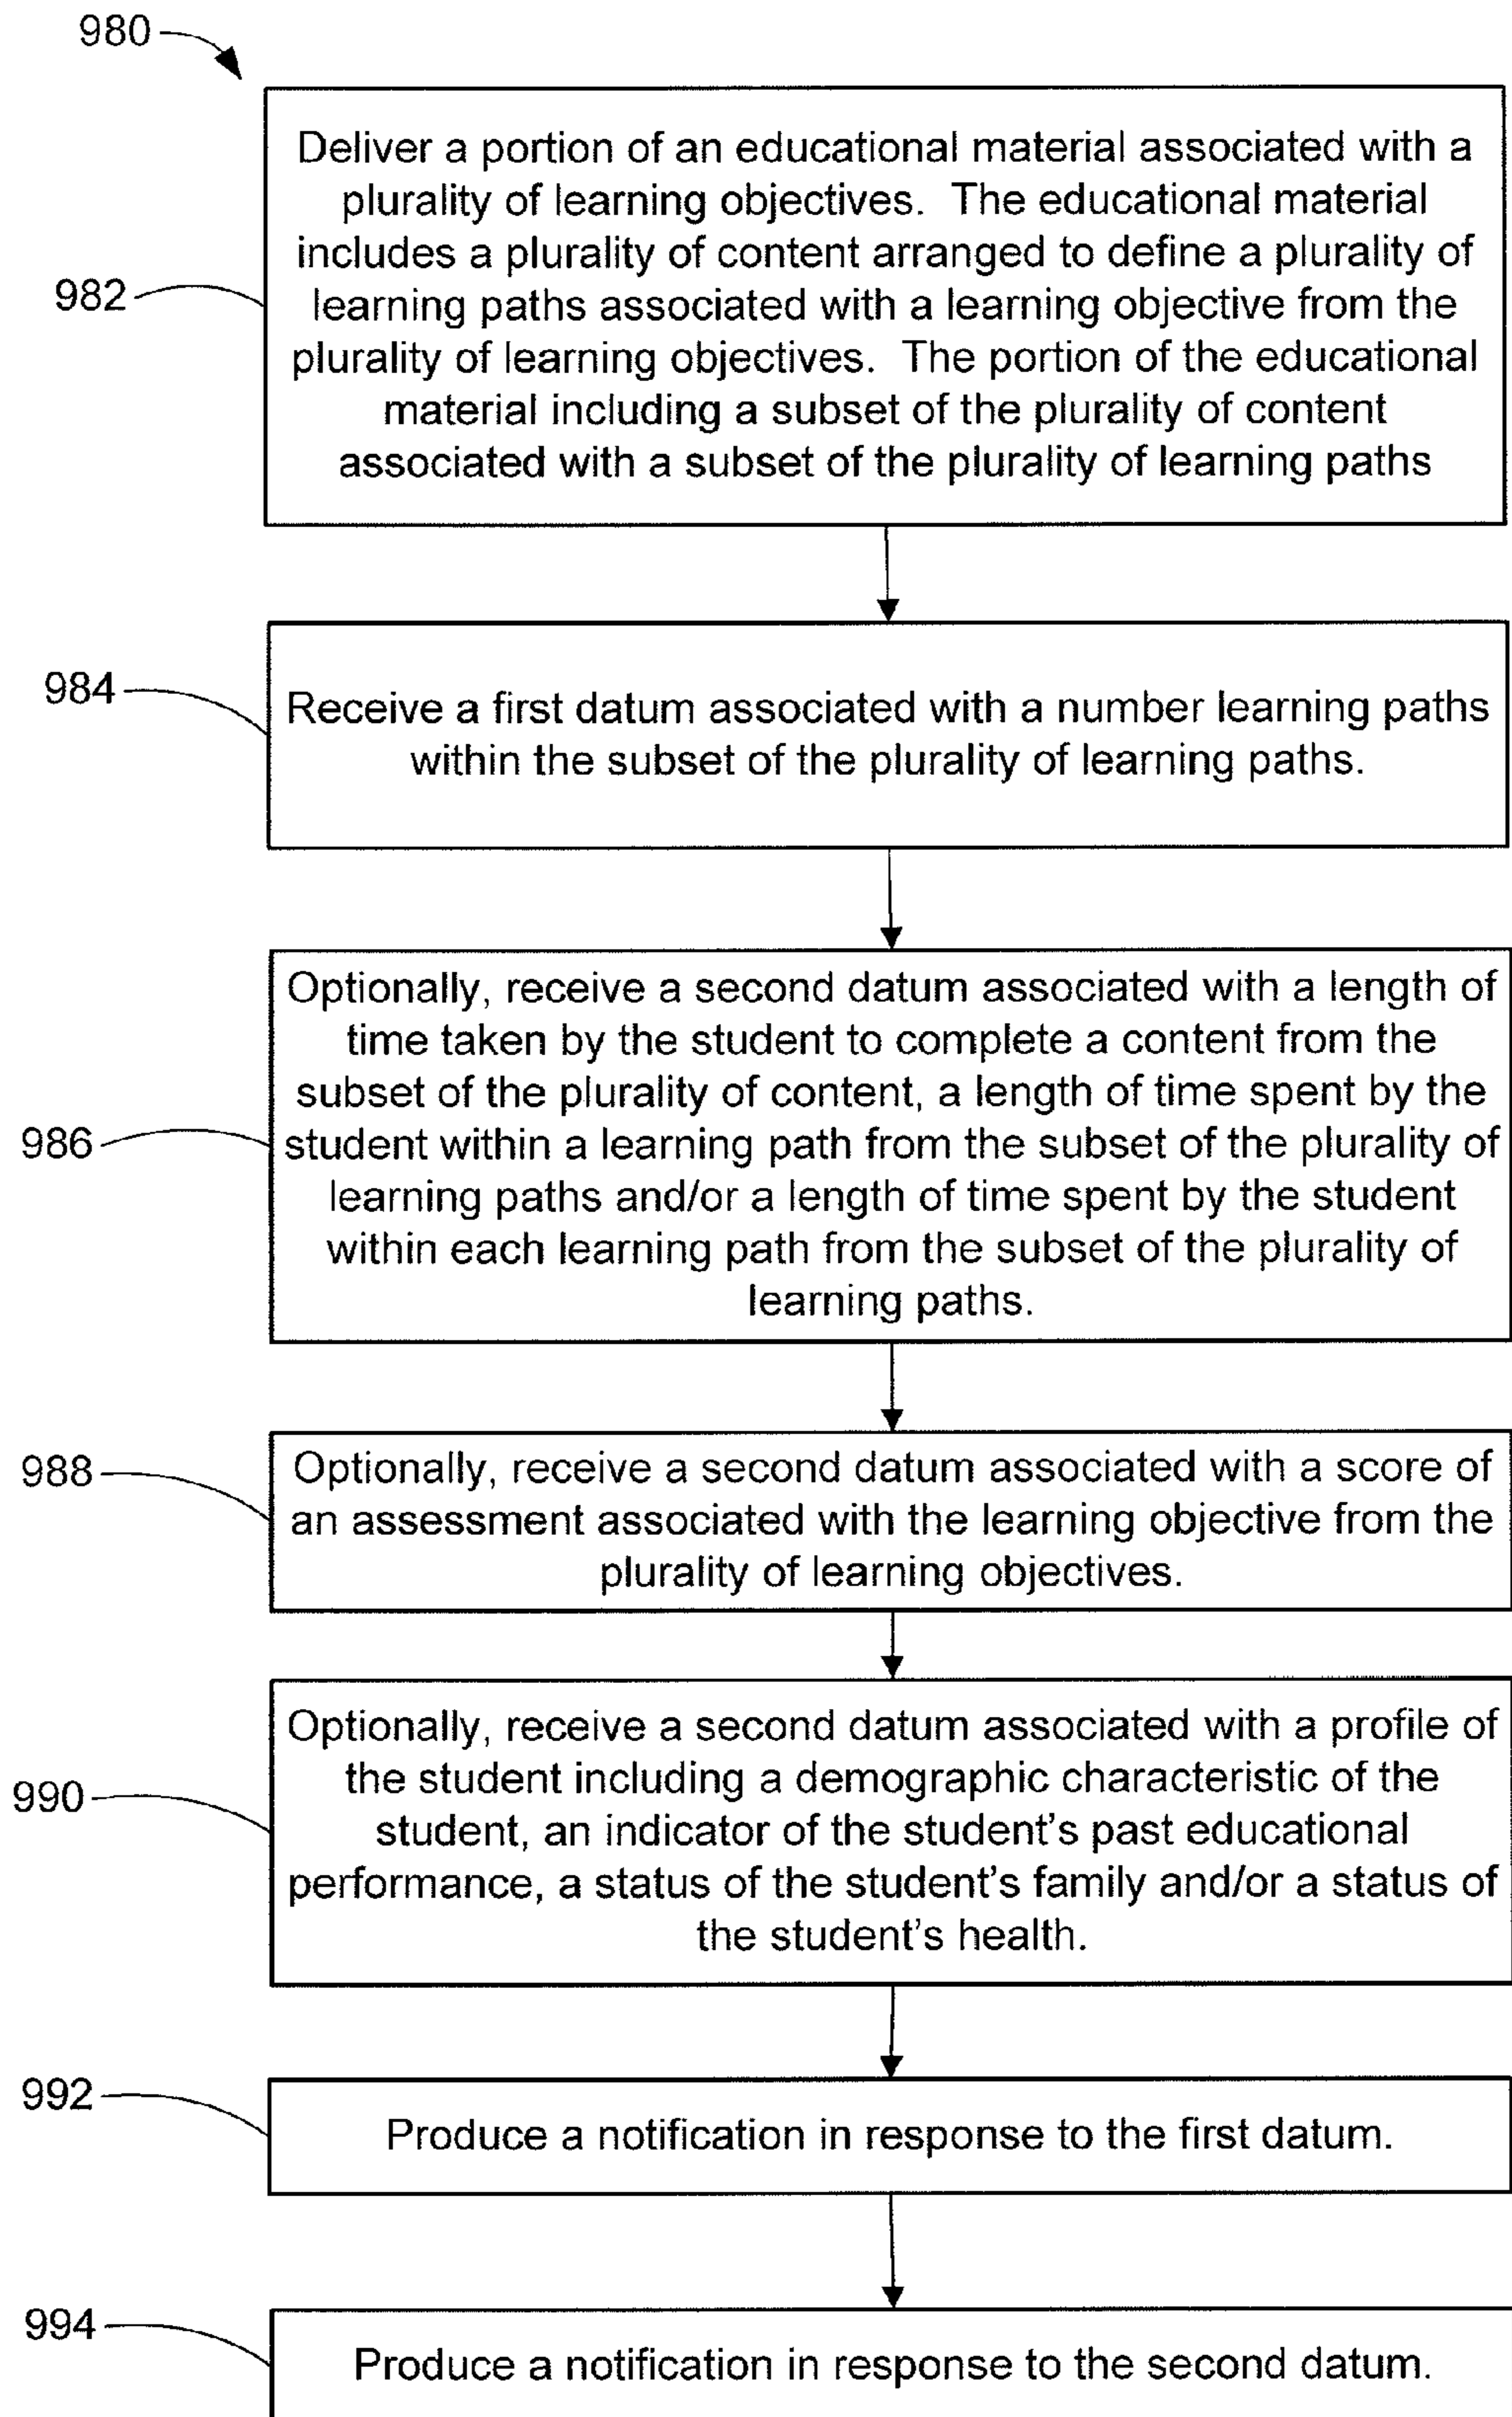 980
Deliver a portion of an educational material associated with a
plurality of learning objectives. The educational material
includes a plurality of content arranged to define a plurality of
982
learning paths associated with a learning objective from the
plurality of learning objectives. The portion of the educational
material including a subset of the plurality of content
associated with a subset of the plurality of learning paths
984
Receive a first datum associated with a number learning paths
within the subset of the plurality of learning paths.
Optionally, receive a second datum associated with a length of
time taken by the student to complete a content from the
subset of the plurality of content, a length of time spent by the
986
student within a learning path from the subset of the plurality of
learning paths and/or a length of time spent by the student
within each learning path from the subset of the plurality of
learning paths.
988
Optionally, receive a second datum associated with a score of
an assessment associated with the learning objective from the
plurality of learning objectives.
Optionally, receive a second datum associated with a profile of
the student including a demographic characteristic of the
990
student, an indicator of the student's past educational
performance, a status of the student's family and/or a status of
the student's health.
992
Produce a notification in response to the first datum.
994
Produce a notification in response to the second datum.